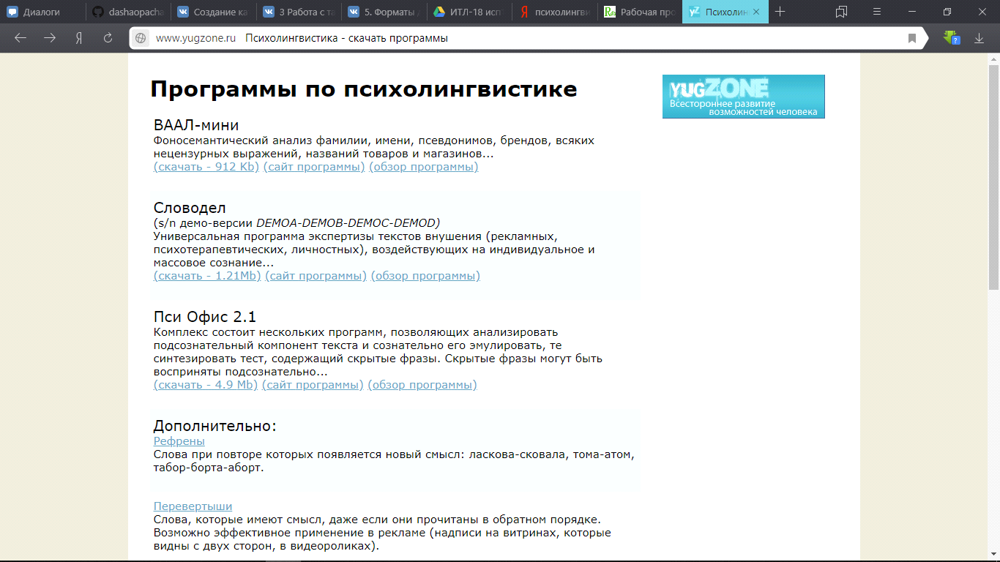 Диалоги
dashaopacha
Создание ка
3 Работа с та
5. Форматы
ИТЛ-18 исп
психолингви
Рабочая про
Психолин
www.yugzone.ru Психолингвистика - скачать программы
Программы по психолингвистике
yugZONE
Всестороннее развитие
возможностей человека
ВААЛ-мини
Фоносемантический анализ фамилии, имени, псевдонимов, брендов, всяких
нецензурных выражений, названий товаров и магазинов...
(скачать - 912 Kb) (сайт программы) (обзор программы)
Словодел
(s/n демо-версии DEMOA-DEMOB-DEMOC-DEMOD)
Универсальная программа экспертизы текстов внушения (рекламных,
психотерапевтических, личностных), воздействующих на индивидуальное и
массовое сознание...
(скачать - 1.21Mb) (сайт программы) (обзор программы)
Пси Офис 2.1
Комплекс состоит нескольких программ, позволяющих анализировать
подсознательный компонент текста и сознательно его эмулировать, те
синтезировать тест, содержащий скрытые фразы. Скрытые фразы могут быть
восприняты подсознательно...
(скачать - 4.9 Mb) (сайт программы) (обзор программы)
Дополнительно:
Рефрены
Слова при повторе которых появляется новый смысл: ласкова-сковала, тома-атом,
табор-борта-аборт.
Перевертыши
Слова, которые имеют смысл, даже если они прочитаны в обратном порядке.
Возможно эффективное применение в рекламе (надписи на витринах, которые
видны с двух сторон, в видеороликах).